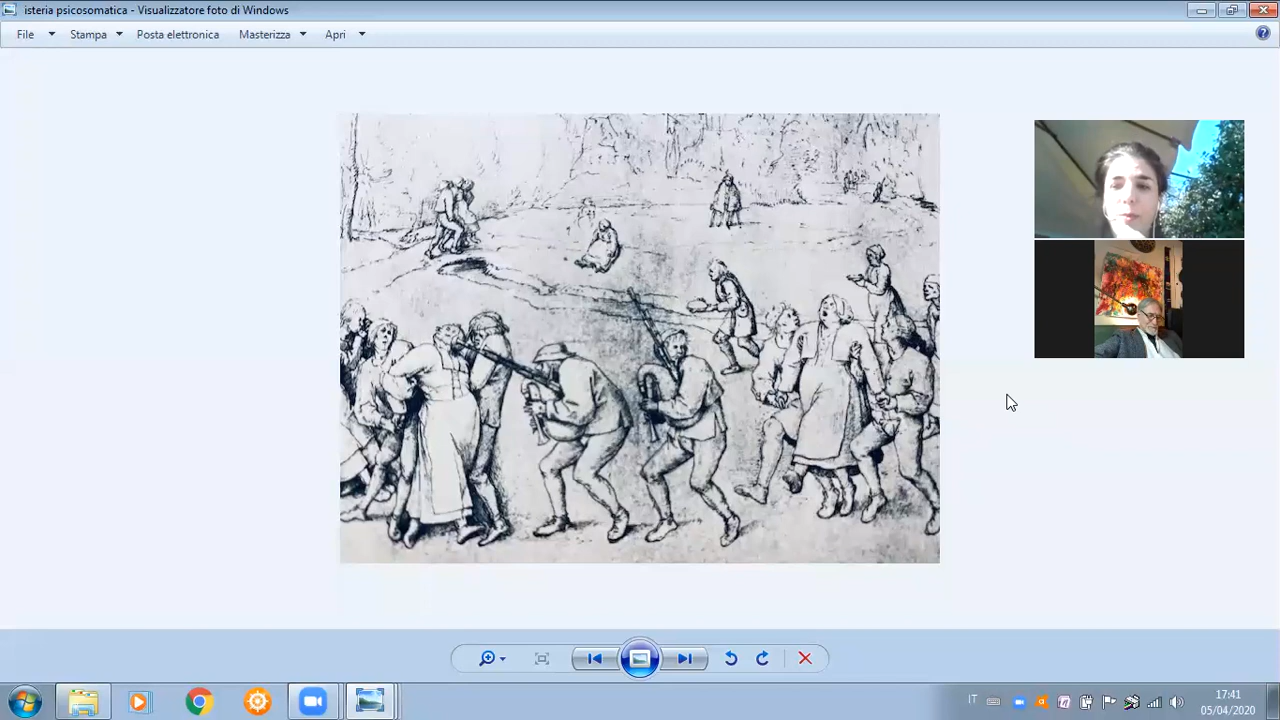 isteria psicosomatica - Visualizzatore foto di Windows
File Stampa Posta elettronica Masterizza Apri
IT
17:41
05/04/2020